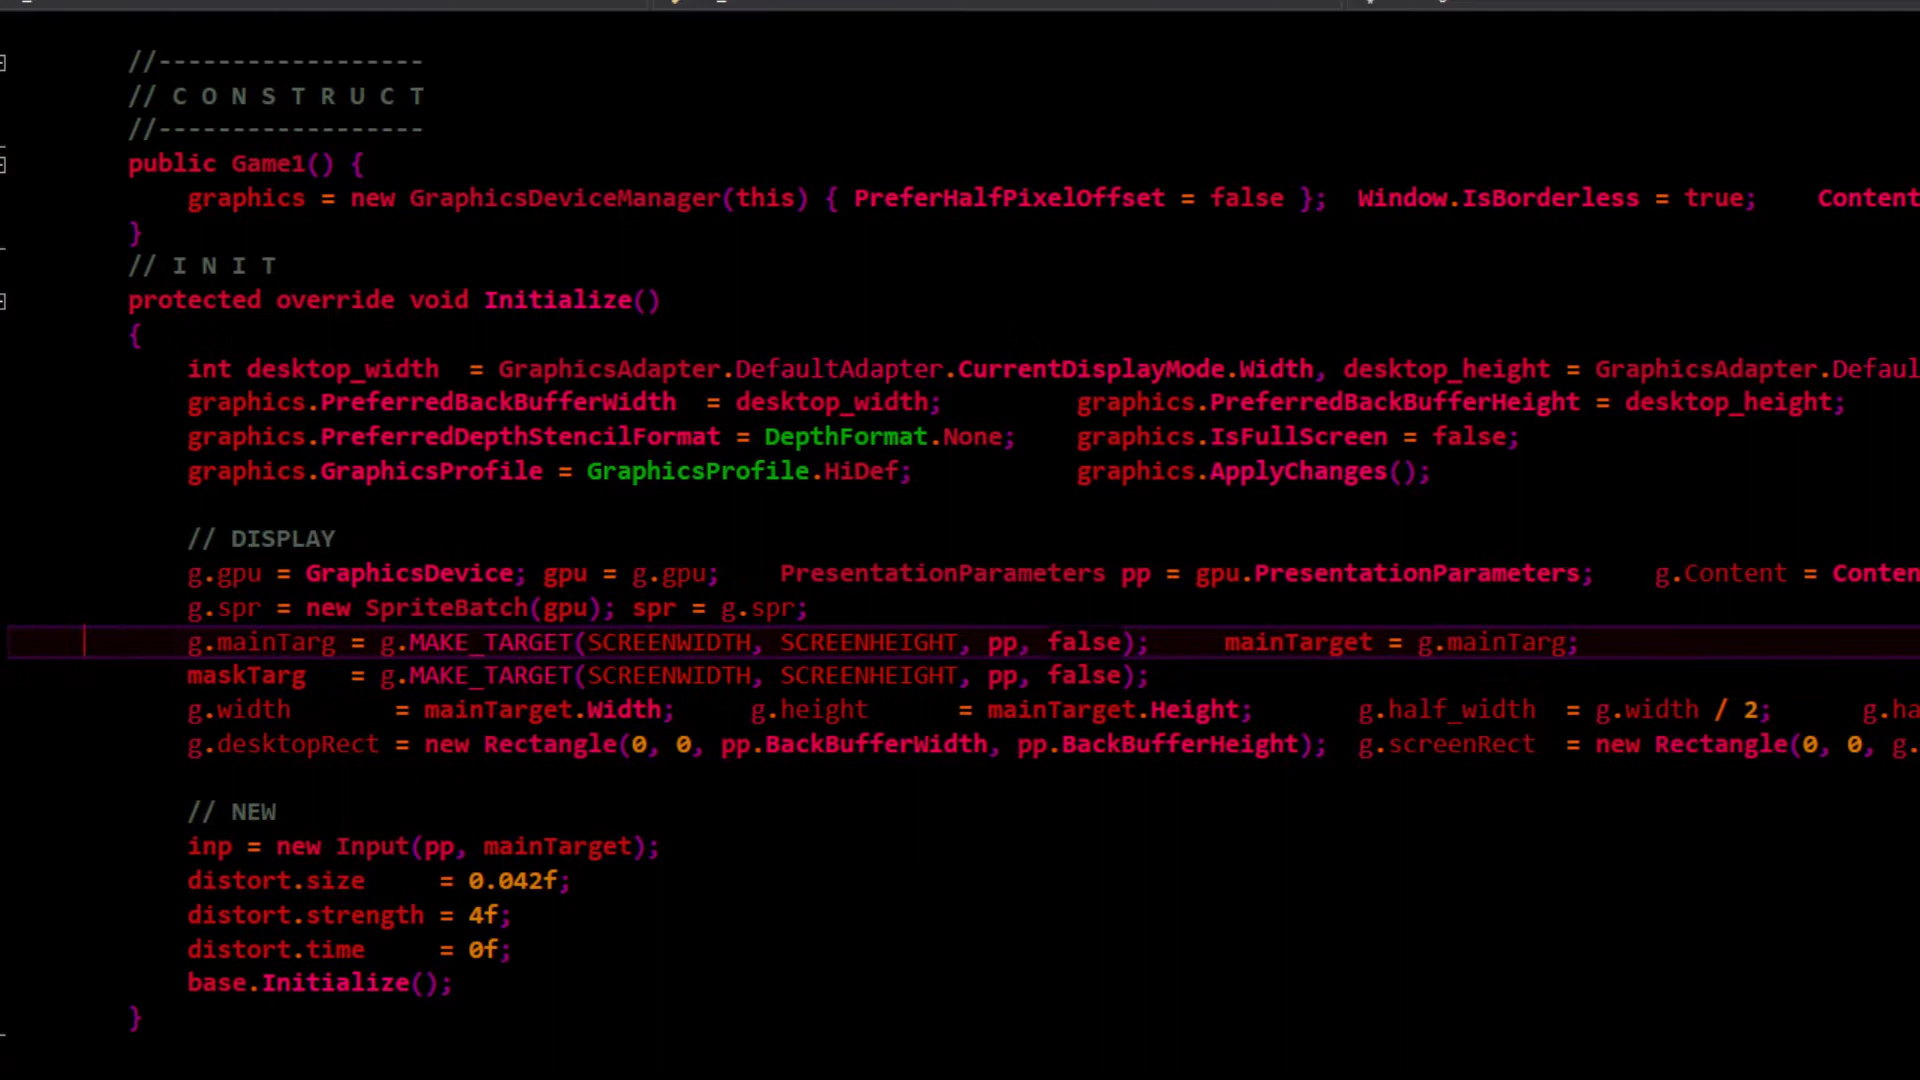 //------------------
// C O N S T R U C T
//------------------
public Game1() {
graphics = new GraphicsDeviceManager(this) { PreferHalfPixelOffset = false }; Window.IsBorderless = true; Content
}
// I N I T
protected override void Initialize()
{
int desktop_width = GraphicsAdapter.DefaultAdapter.CurrentDisplayMode.Width, desktop_height = GraphicsAdapter.Defaul
graphics.PreferredBackBufferWidth = desktop_width; graphics.PreferredBackBufferHeight = desktop_height;
graphics.PreferredDepthStencilFormat = DepthFormat.None; graphics.IsFullScreen = false;
graphics.GraphicsProfile = GraphicsProfile.HiDef; graphics.ApplyChanges();
// DISPLAY
g.gpu = GraphicsDevice; gpu = g.gpu; PresentationParameters pp = gpu.PresentationParameters; g.Content = Conten
g.spr = new SpriteBatch(gpu); spr = g.spr;
g.mainTarg = g.MAKE_TARGET(SCREENWIDTH, SCREENHEIGHT, pp, false); mainTarget = g.mainTarg;
maskTarg = g.MAKE_TARGET(SCREENWIDTH, SCREENHEIGHT, pp, false);
g.width = mainTarget.Width; g.height = mainTarget.Height; g.half_width = g.width / 2; g.ha
g.desktopRect = new Rectangle(0, 0, pp.BackBufferWidth, pp.BackBufferHeight); g.screenRect = new Rectangle(0, 0, g.
// NEW
inp = new Input(pp, mainTarget);
distort.size = 0.042f;
distort.strength = 4f;
distort.time = 0f;
base.Initialize();
}